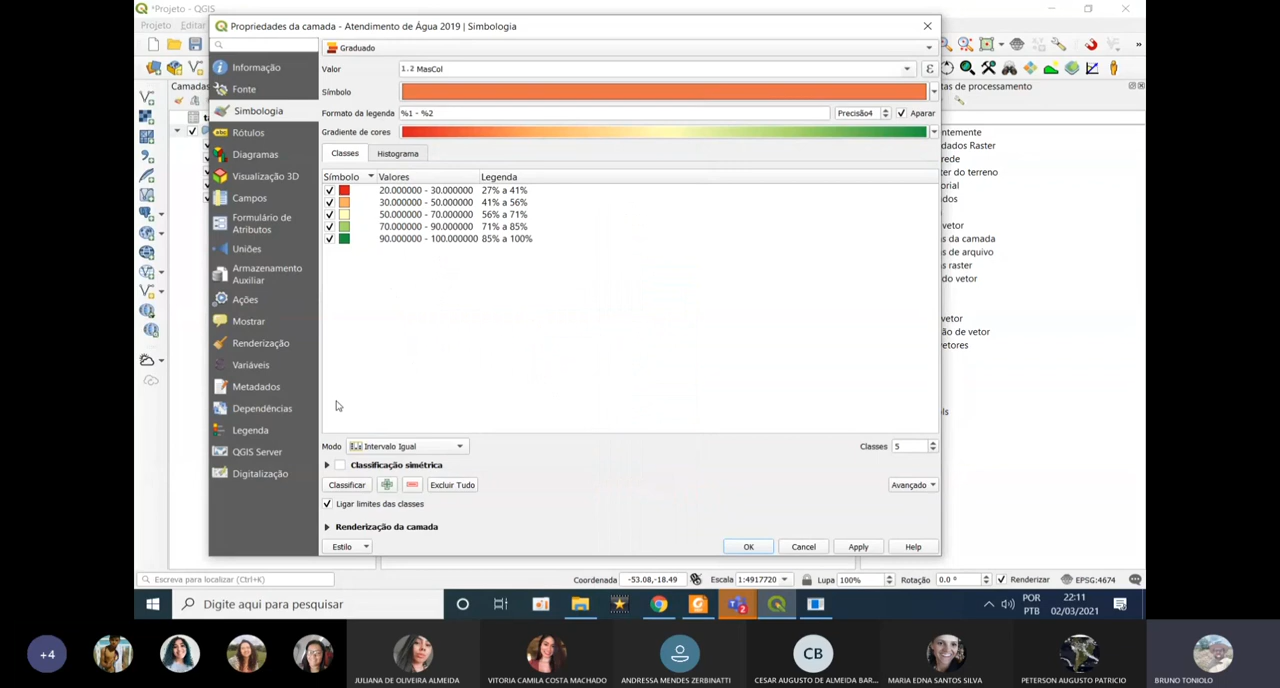 *Projeto - QGIS
Projeto Editar
Propriedades da camada - Atendimento de Água 2019 | Simbologia
Graduado
Informação
Fonte
Simbologia
Rótulos
Diagramas
Visualização 3D
Campos
Formulário de
Atributos
Uniões
Armazenamento
Auxiliar
Ações
Mostrar
Renderização
Variáveis
Metadados
Dependências
Legenda
QGIS Server
Digitalização
Valor 1.2 MasCol
Símbolo
Formato da legenda %1 - %2 Precisão4 Aparar
Gradiente de cores
Classes Histograma
Símbolo Valores Legenda
20.000000 - 30.000000 27% a 41%
30.000000 - 50.000000 41% a 56%
50.000000 - 70.000000 56% a 71%
70.000000 - 90.000000 71% a 85%
90.000000 - 100.000000 85% a 100%
Modo Intervalo Igual Classes 5
Classificação simétrica
Classificar Excluir Tudo Avançado
Ligar limites das classes
Renderização da camada
Estilo OK Cancel Apply Help
Camadas
tas de processamento
entemente
dados Raster
rede
ter do terreno
torial
ados
vetor
as da camada
as de arquivo
as raster
do vetor
vetor
ão de vetor
vetores
ols
Escreva para localizar (Ctrl+K) Coordenada -53.08,-18.49 Escala 1:4917720 Lupa 100% Rotação 0.0 ° Renderizar EPSG:4674
Digite aqui para pesquisar
POR
PTB
22:11
02/03/2021
+4
CB
JULIANA DE OLIVEIRA ALMEIDA
VITORIA CAMILA COSTA MACHADO
ANDRESSA MENDES ZERBINATTI
CESAR AUGUSTO DE ALMEIDA BAR...
MARIA EDNA SANTOS SILVA
PETERSON AUGUSTO PATRICIO
BRUNO TONIOLO